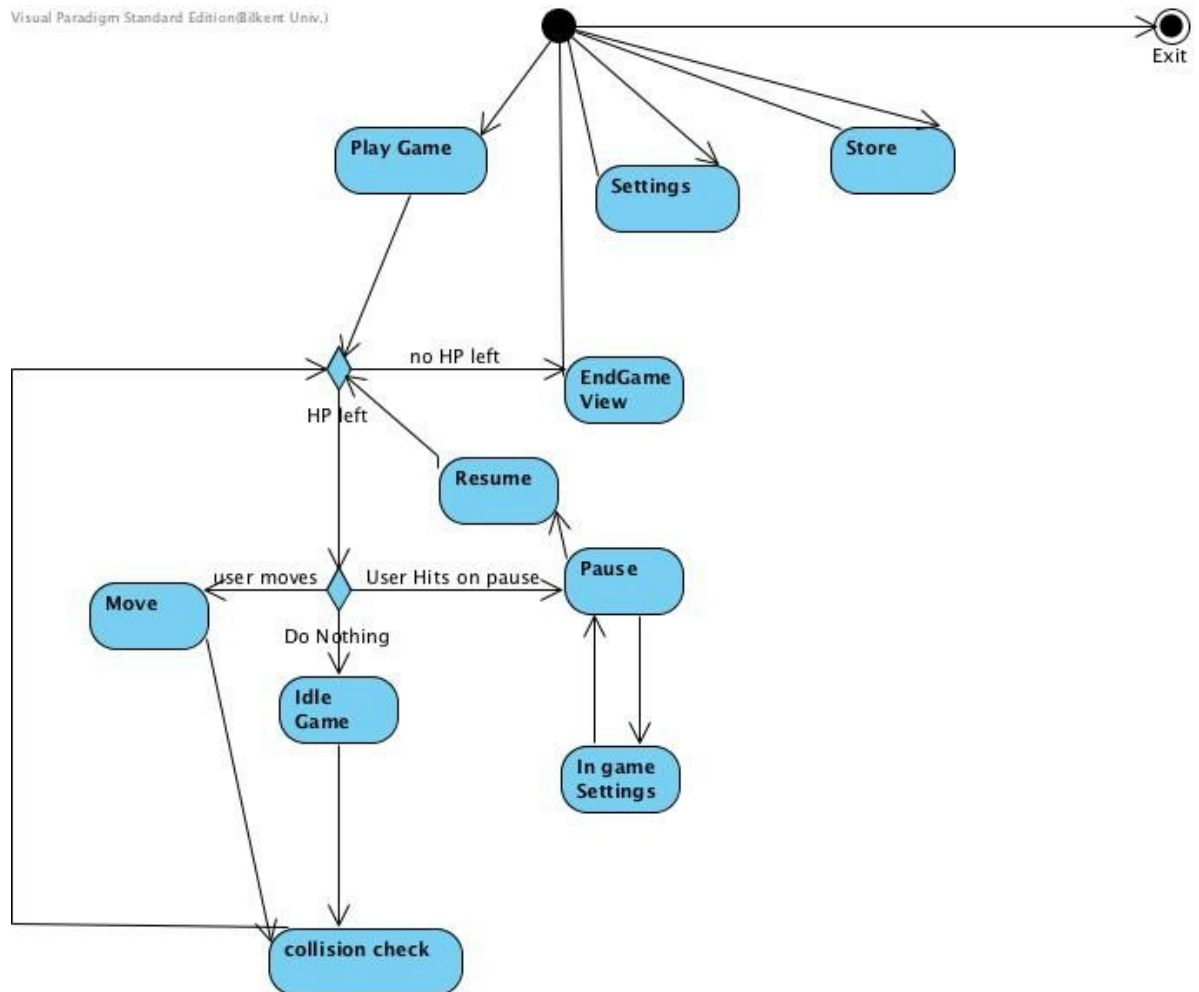 Visual Paradigm Standard Edition(Bilkent Univ.)
Exit
Play Game
Store
Settings
no HP left
EndGame
View
HP left
Resume
user moves
User Hits on pause
Pause
Move
Do Nothing
Idle
Game
In game
Settings
collision check